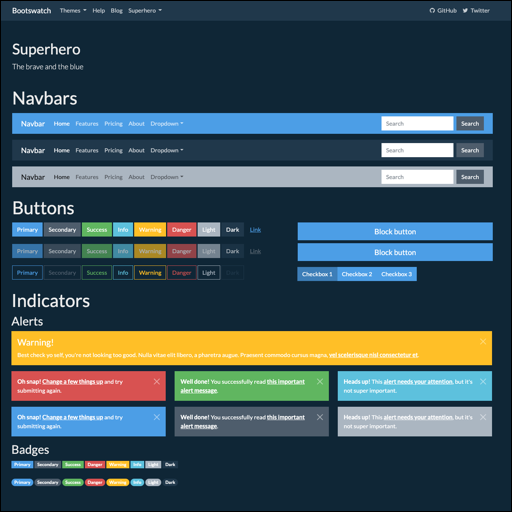 Bootswatch Themes Help Blog Superhero GitHub Twitter
Superhero
The brave and the blue
Navbars
Navbar Home Features Pricing About Dropdown Search Search
Navbar Home Features Pricing About Dropdown Search Search
Navbar Home Features Pricing About Dropdown Search Search
Buttons
Primary Secondary Success Info Warning Danger Light Dark Link
Primary Secondary Success Info Warning Danger Light Dark Link
Primary Secondary Success Info Warning Danger Light Dark
Block button
Block button
Checkbox 1 Checkbox 2 Checkbox 3
Indicators
Alerts
Warning!
Best check yo self, you're not looking too good. Nulla vitae elit libero, a pharetra augue. Praesent commodo cursus magna, vel scelerisque nisl consectetur et.
Oh snap! Change a few things up and try
submitting again.
Well done! You successfully read this important
alert message.
Heads up! This alert needs your attention, but it's
not super important.
Oh snap! Change a few things up and try
submitting again.
Well done! You successfully read this important
alert message.
Heads up! This alert needs your attention, but it's
not super important.
Badges
Primary Secondary Success Danger Warning Info Light Dark
Primary Secondary Success Danger Warning Info Light Dark